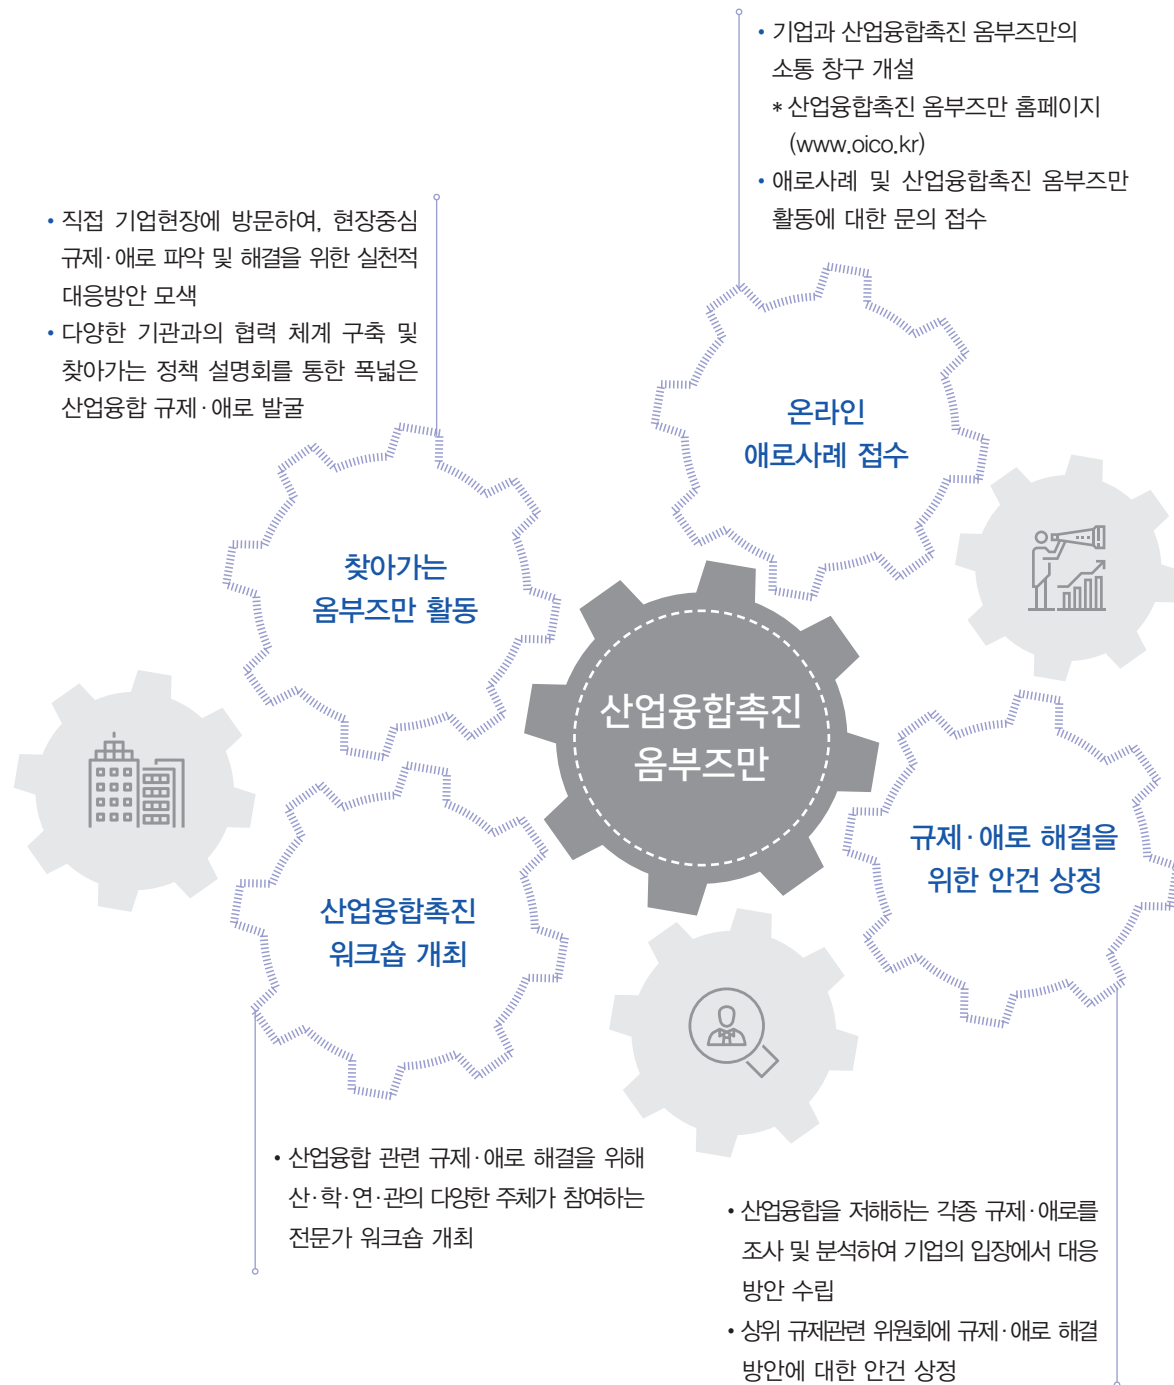 • 기업과 산업융합촉진 옴부즈만의
소통 창구 개설
* 산업융합촉진 옴부즈만 홈페이지
(www.oico.kr)
• 애로사례 및 산업융합촉진 옴부즈만
활동에 대한 문의 접수
• 직접 기업현장에 방문하여, 현장중심
규제·애로 파악 및 해결을 위한 실천적
대응방안 모색
• 다양한 기관과의 협력 체계 구축 및
찾아가는 정책 설명회를 통한 폭넓은
산업융합 규제·애로 발굴
온라인
애로사례 접수
찾아가는
옴부즈만 활동
산업융합촉진
옴부즈만
규제·애로 해결을
위한 안건 상정
산업융합촉진
워크숍 개최
• 산업융합 관련 규제·애로 해결을 위해
산·학·연·관의 다양한 주체가 참여하는
전문가 워크숍 개최
• 산업융합을 저해하는 각종 규제·애로를
조사 및 분석하여 기업의 입장에서 대응
방안 수립
• 상위 규제관련 위원회에 규제·애로 해결
방안에 대한 안건 상정